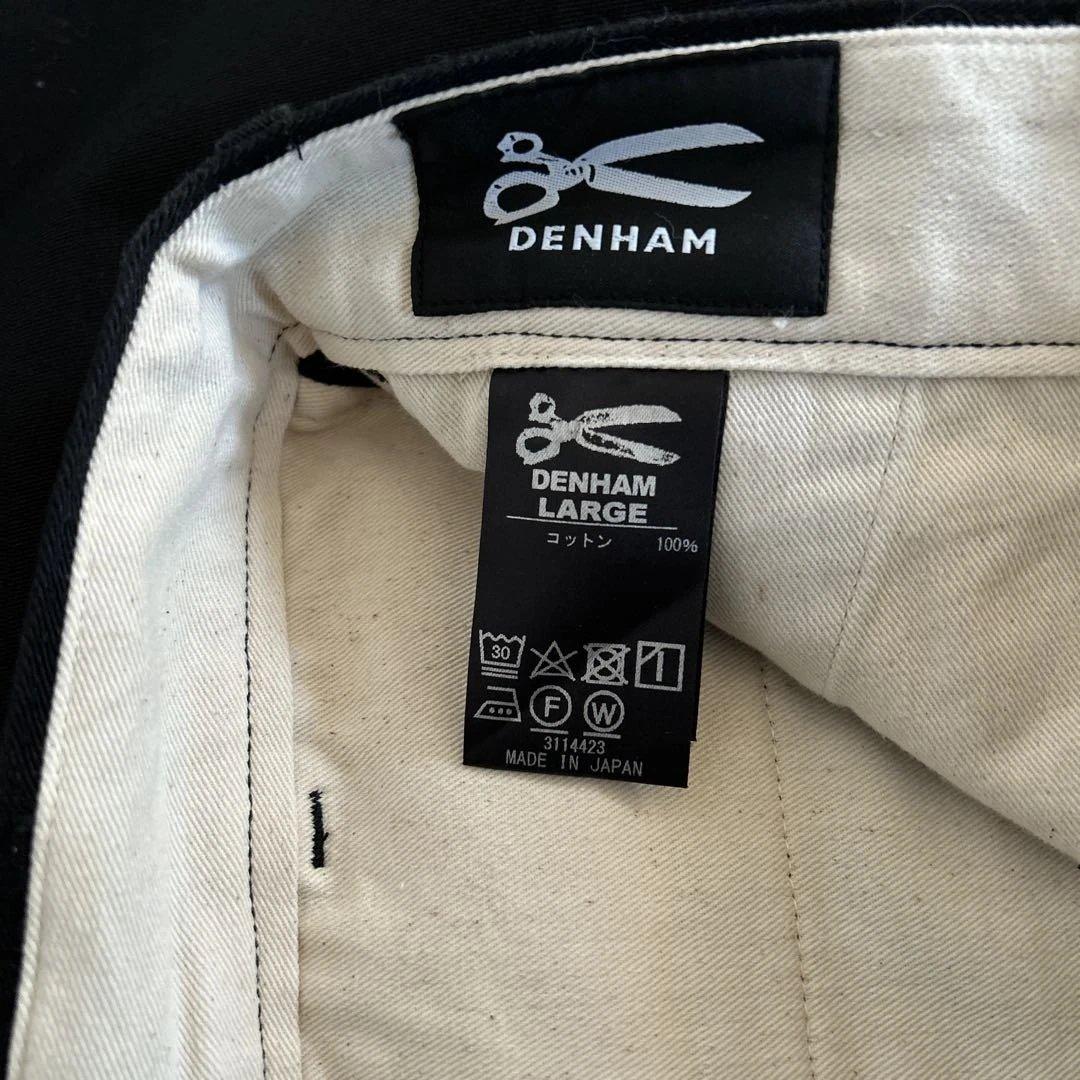 DENHAM
DENHAM
LARGE
コットン 100%
30
F W
3114423
MADE IN JAPAN